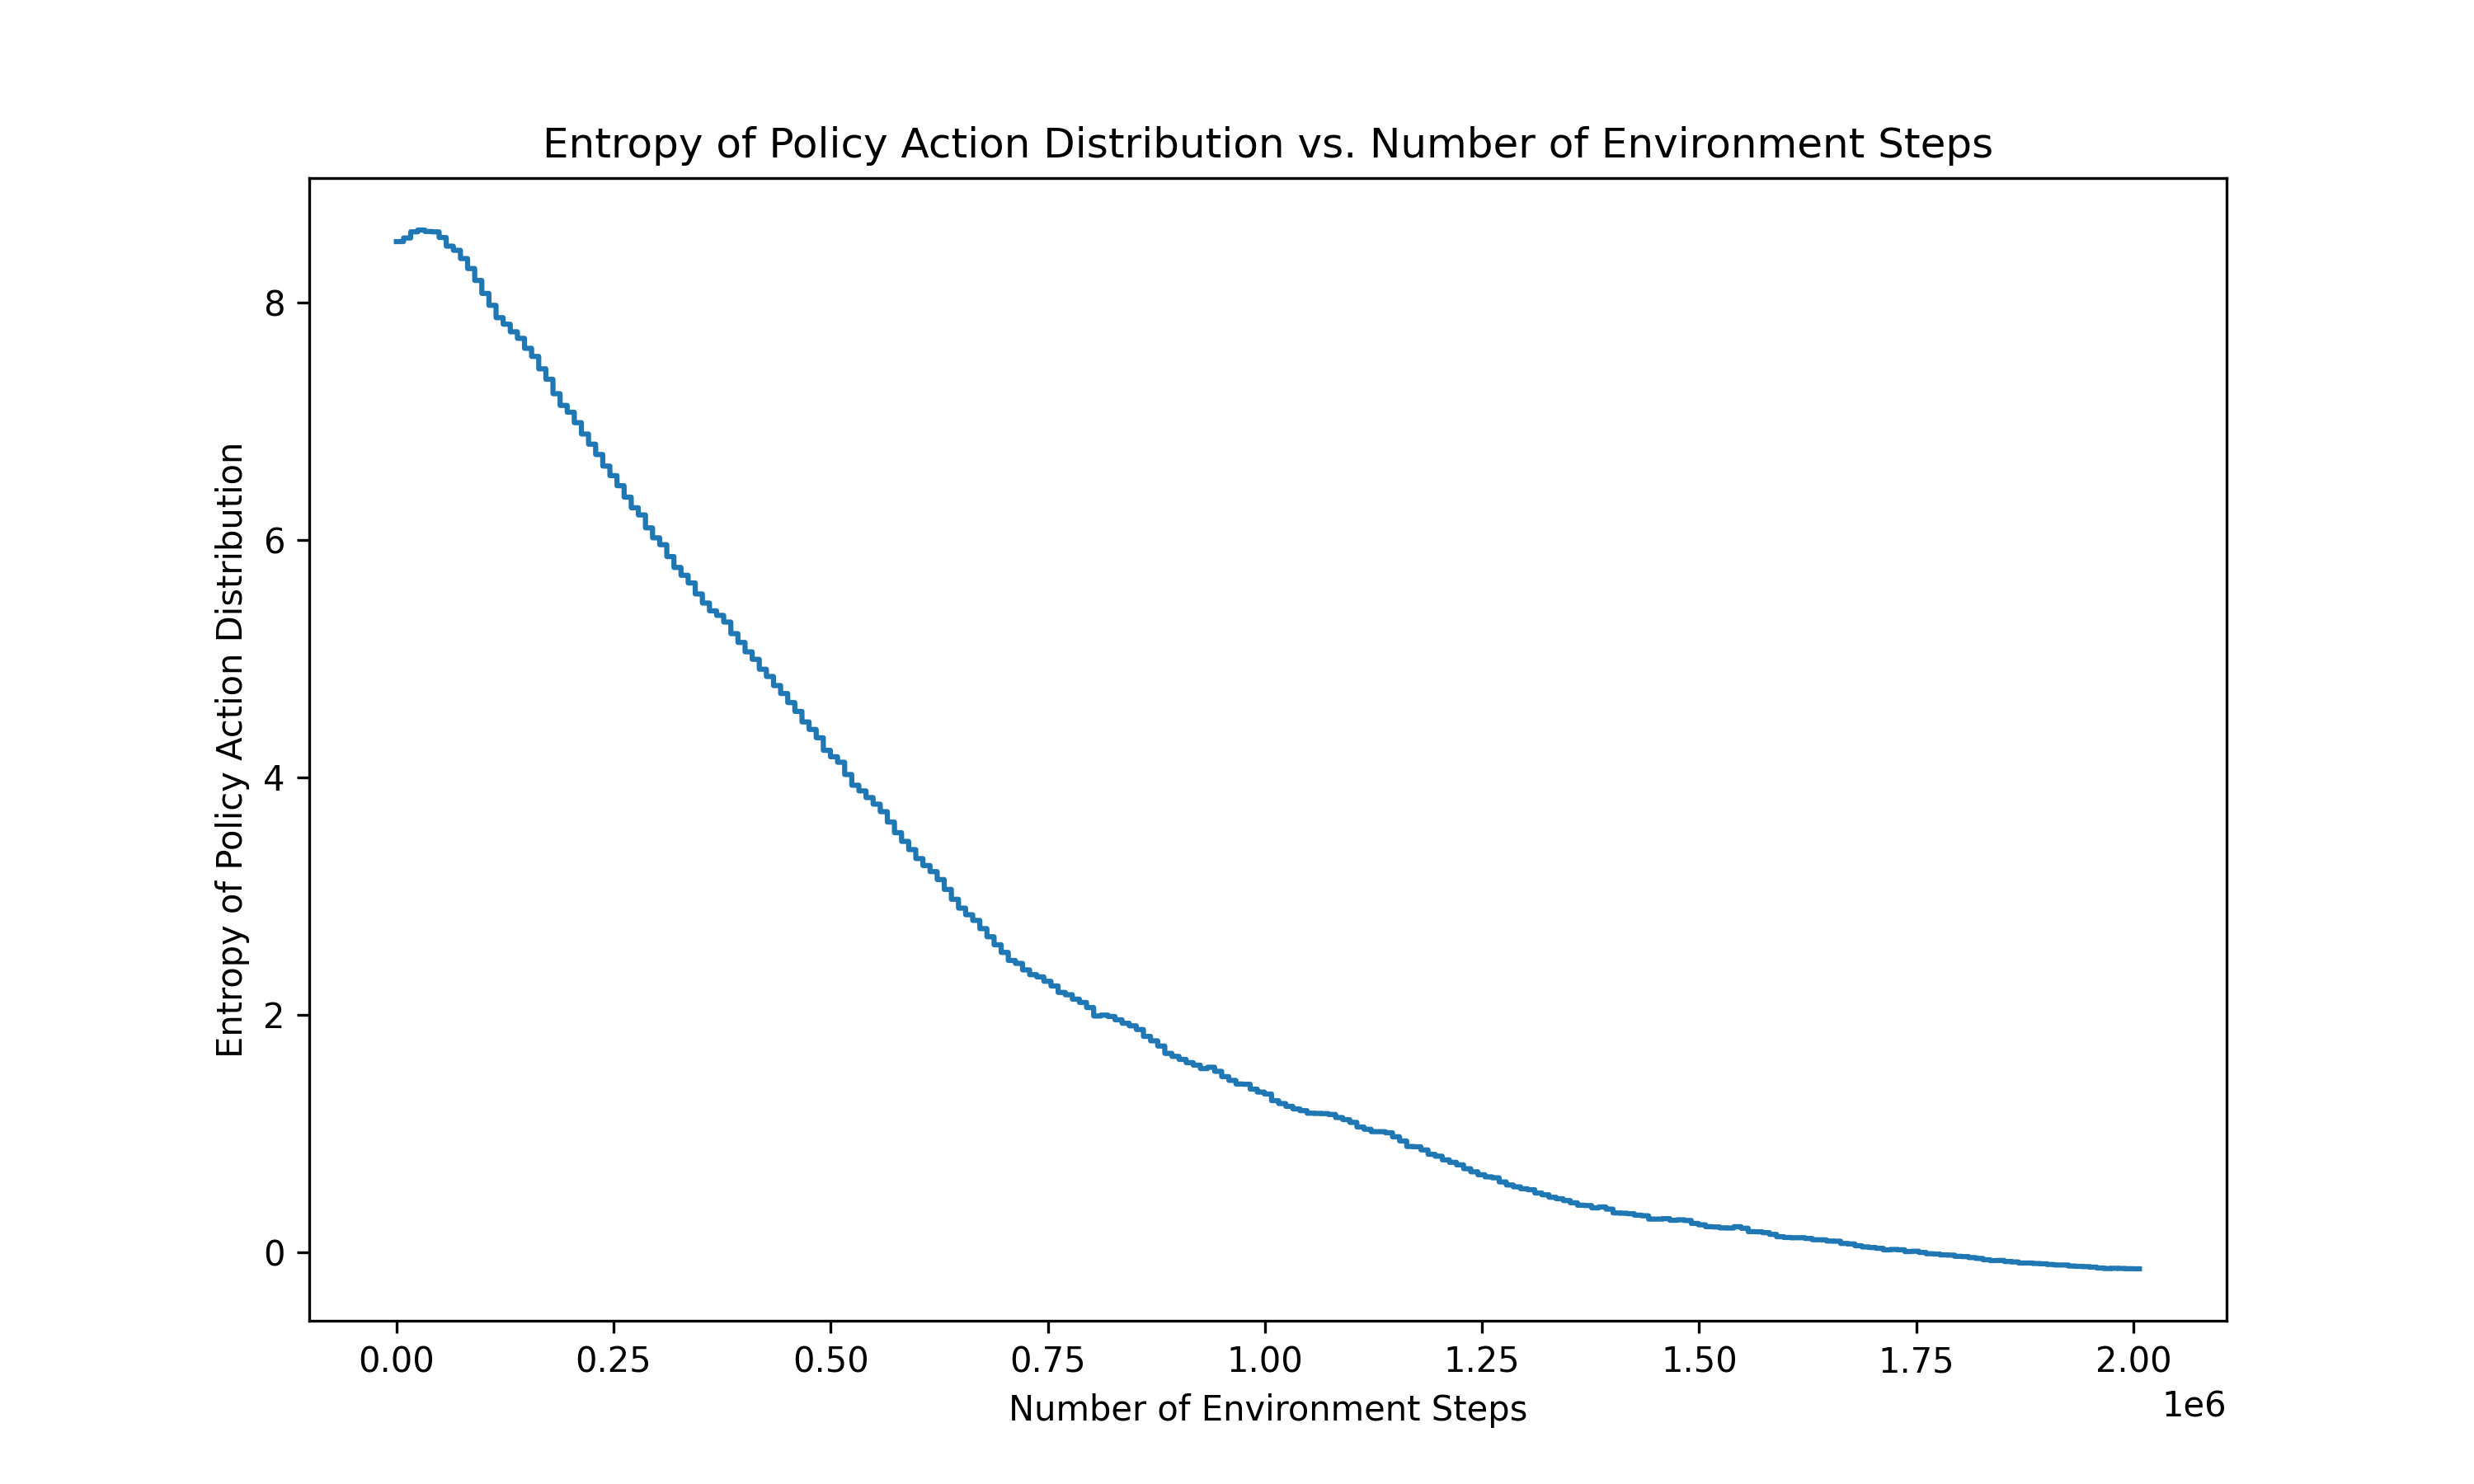 Entropy of Policy Action Distribution vs. Number of Environment Steps
Entropy of Policy Action Distribution
8
6
4
2
0
0.00 0.25 0.50 0.75 1.00 1.25 1.50 1.75 2.00
1e6
Number of Environment Steps